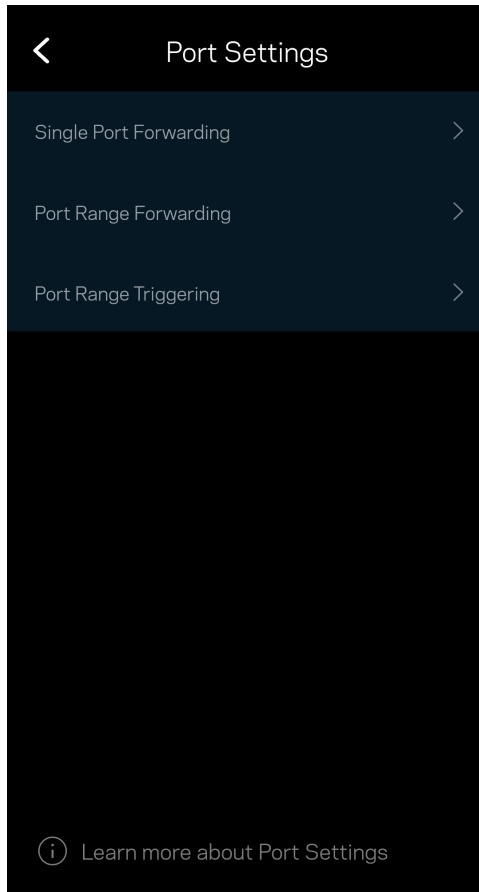 Port Settings
Single Port Forwarding
Port Range Forwarding
Port Range Triggering
Learn more about Port Settings